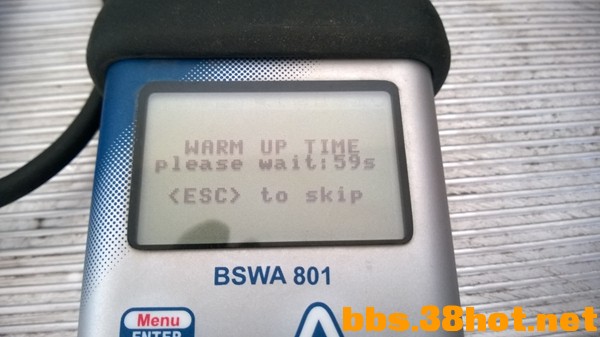 WARM UP TIME
please wait:59s
<ESC> to skip
BSWA 801
Menu
ENTER
bbs.38hot.net